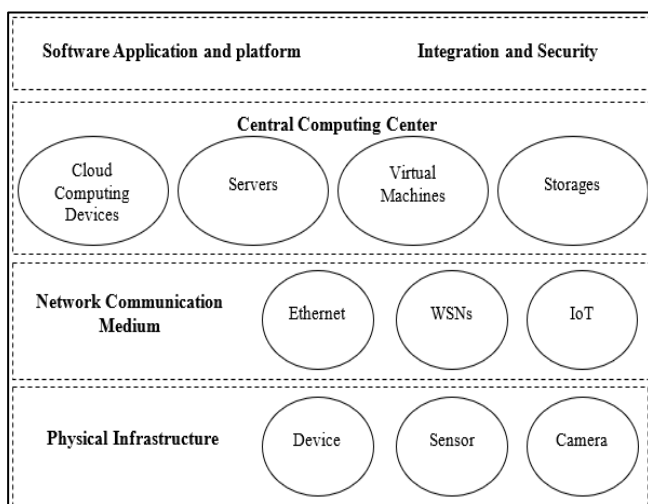 Software Application and platform
Integration and Security
Central Computing Center
Cloud
Computing
Devices
Servers
Virtual
Machines
Storages
Network Communication
Medium
Ethernet
WSNs
IoT
Physical Infrastructure
Device
Sensor
Camera